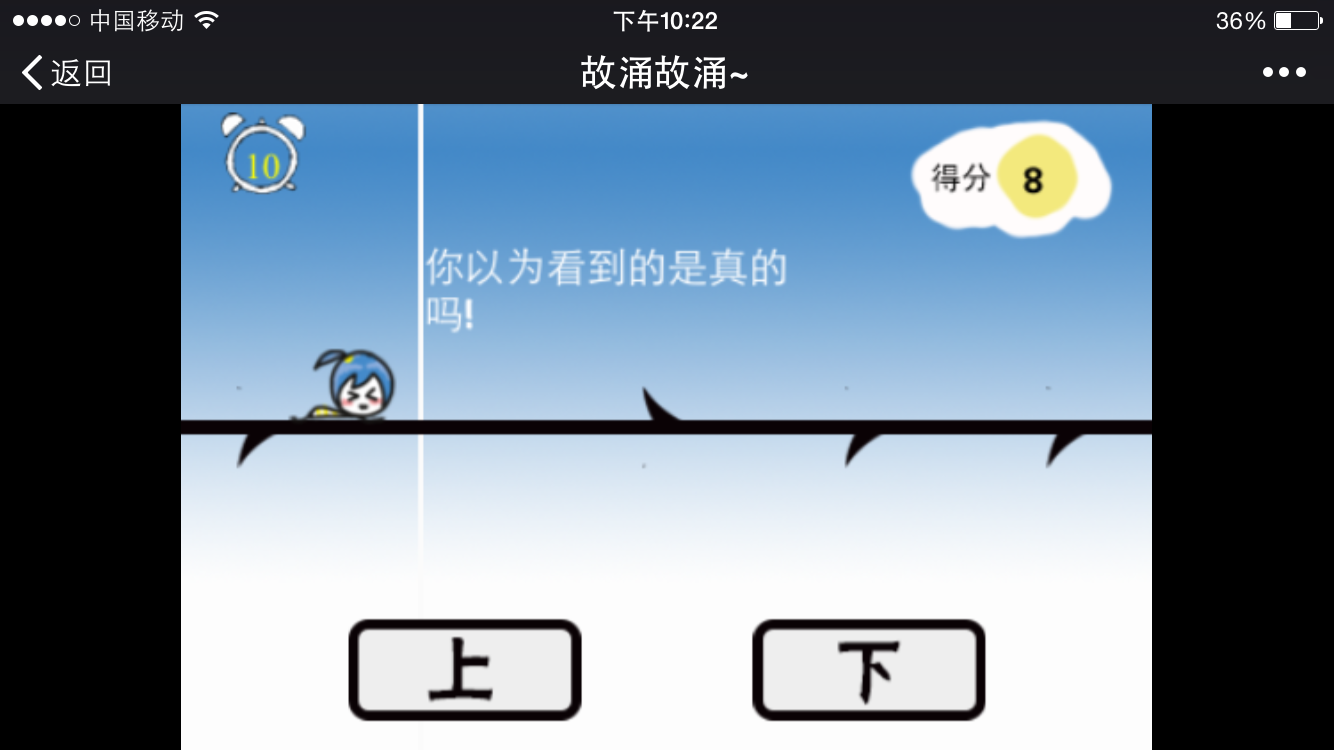 中国移动 下午10:22 36%
返回 故涌故涌~
10
得分 8
你以为看到的是真的
吗!
上 下